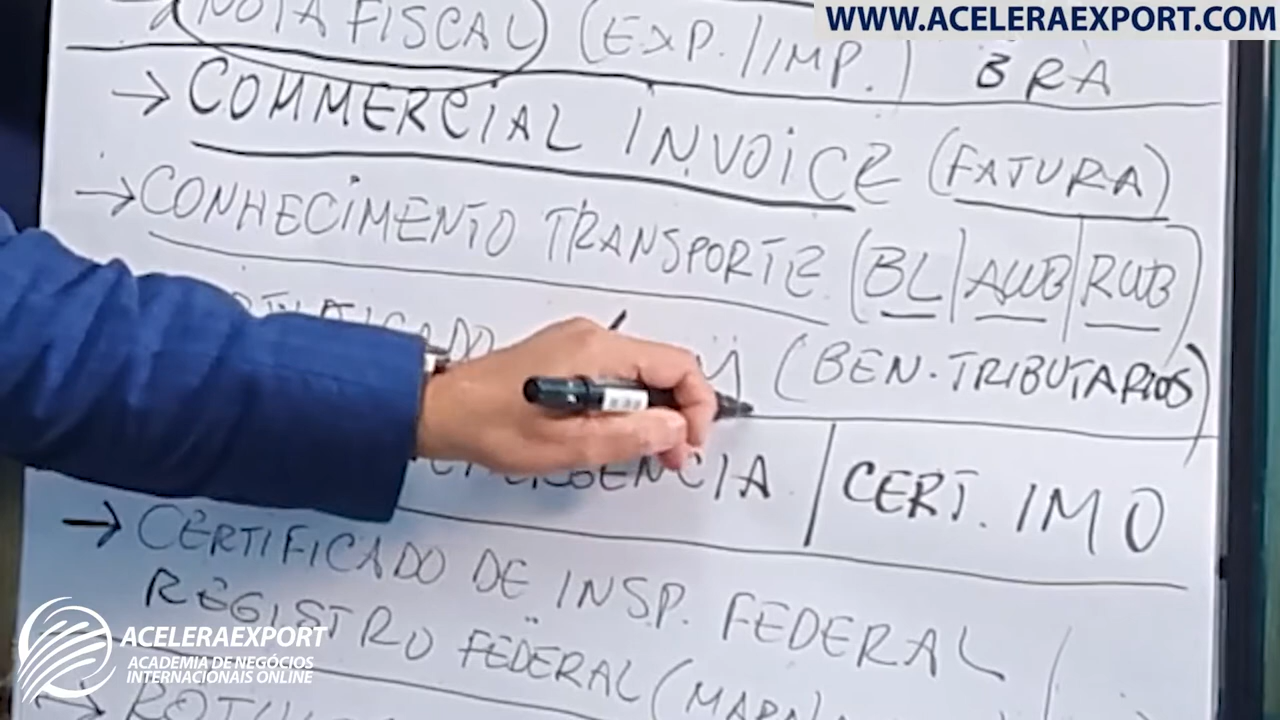 WWW.ACELERAEXPORT.COM
NOTA FISCAL (EXP./IMP.) BRA
→ COMMERCIAL INVOICE (FATURA)
→ CONHECIMENTO TRANSPORTE (BL|AWB|RWB)
(BEN. TRIBUTARIOS)
CERT. IMO
→ CERTIFICADO DE INSP. FEDERAL
REGISTRO FEDERAL
ACELERAEXPORT
ACADEMIA DE NEGÓCIOS
INTERNACIONAIS ONLINE